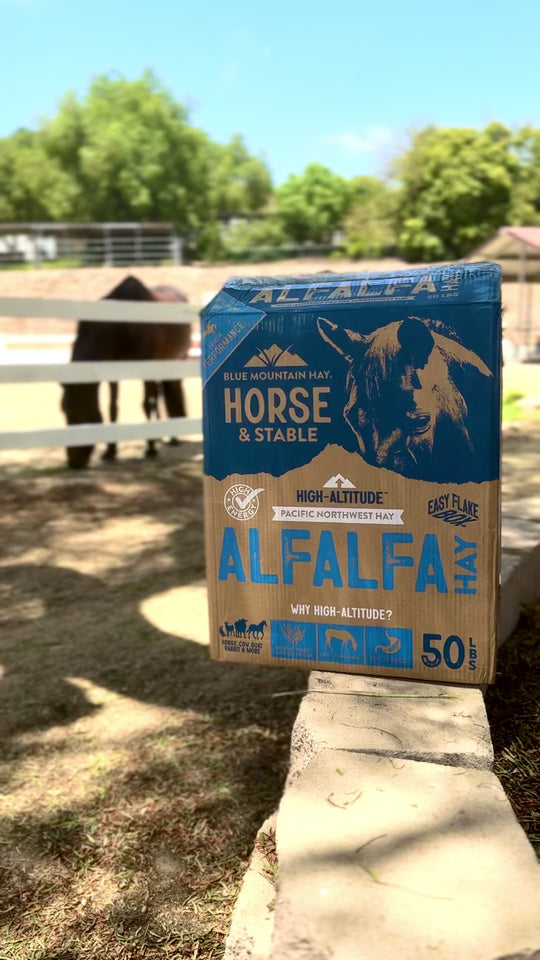 ALFALFA
50 LBS
HIGH
PERFORMANCE
BLUE MOUNTAIN HAY
HORSE
& STABLE
HIGH ENERGY
HIGH-ALTITUDE™
PACIFIC NORTHWEST HAY
EASY FLAKE
BOX
ALFALFA
HAY
WHY HIGH-ALTITUDE?
HORSE, COW, GOAT
RABBIT & MORE
50
LBS